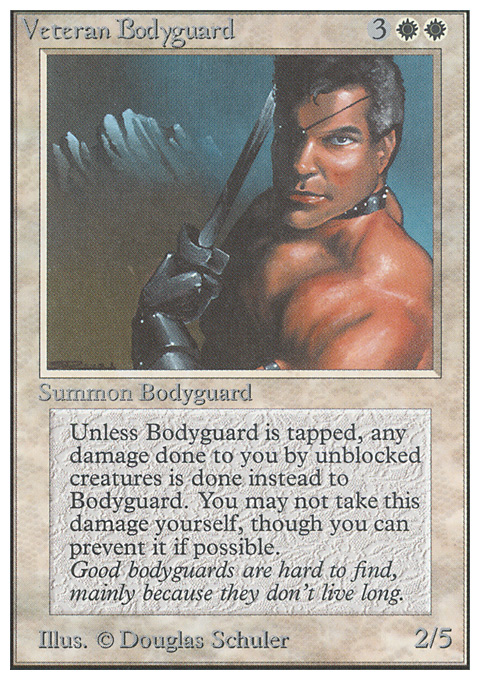 Veteran Bodyguard 3
Summon Bodyguard
Unless Bodyguard is tapped, any
damage done to you by unblocked
creatures is done instead to
Bodyguard. You may not take this
damage yourself, though you can
prevent it if possible.
Good bodyguards are hard to find,
mainly because they don't live long.
Illus. © Douglas Schuler 2/5